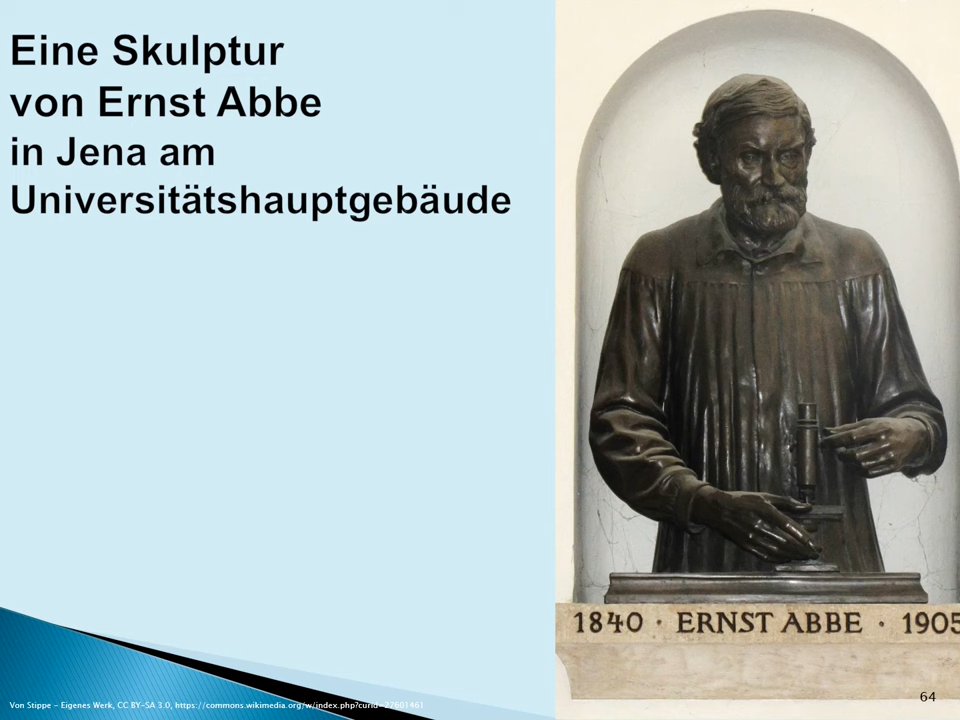 Eine Skulptur
von Ernst Abbe
in Jena am
Universitätshauptgebäude
1840 · ERNST ABBE · 1905
64
Von Stippe - Eigenes Werk, CC BY-SA 3.0, https://commons.wikimedia.org/w/index.php?curid=27601461